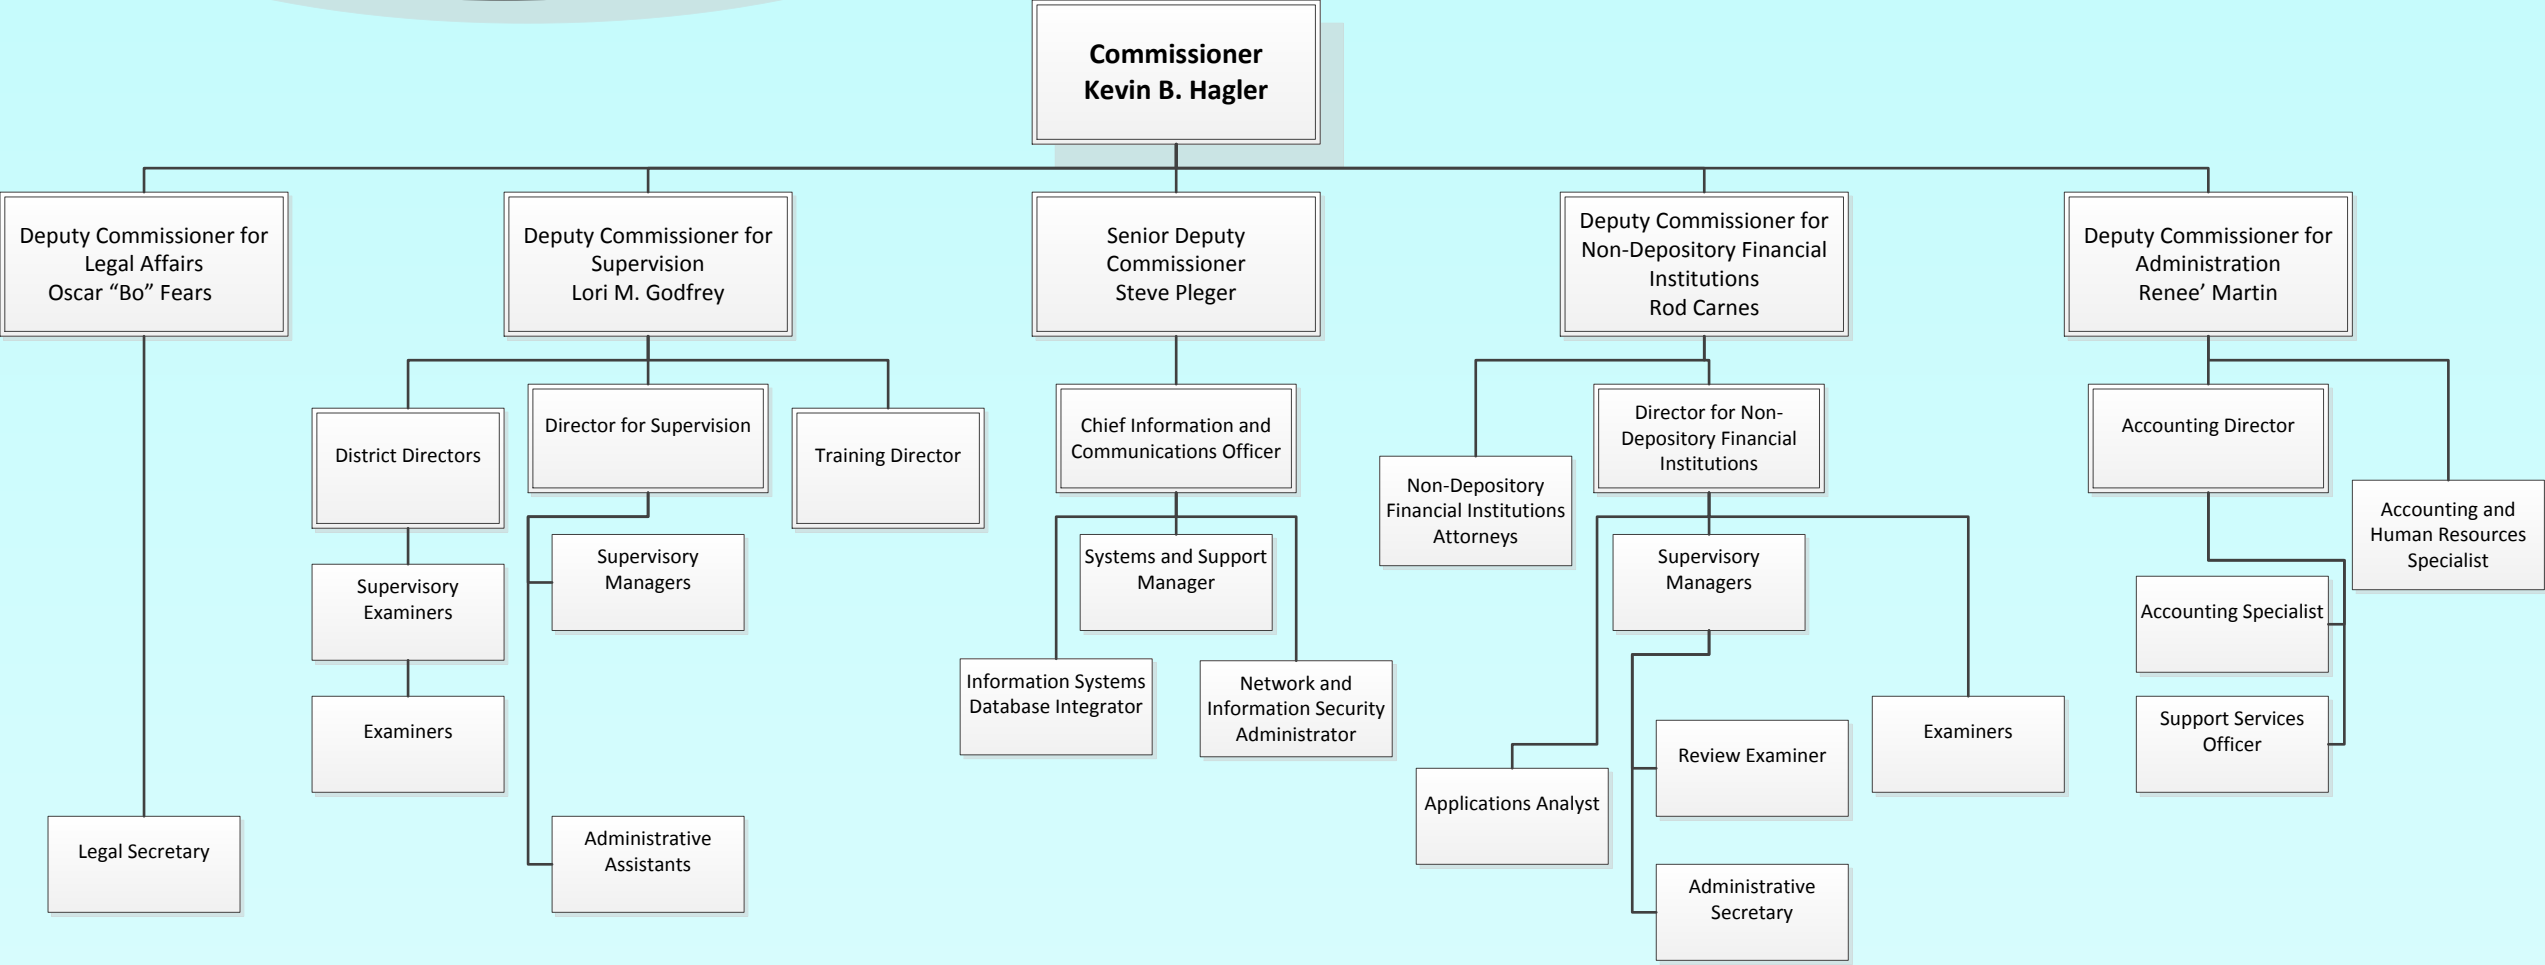 Commissioner
Kevin B. Hagler
Deputy Commissioner for
Legal Affairs
Oscar “Bo” Fears
Deputy Commissioner for
Supervision
Lori M. Godfrey
Senior Deputy
Commissioner
Steve Pleger
Deputy Commissioner for
Non-Depository Financial
Institutions
Rod Carnes
Deputy Commissioner for
Administration
Renee’ Martin
District Directors
Director for Supervision
Training Director
Chief Information and
Communications Officer
Non-Depository
Financial Institutions
Attorneys
Director for Non-
Depository Financial
Institutions
Accounting Director
Accounting and
Human Resources
Specialist
Supervisory
Examiners
Supervisory
Managers
Systems and Support
Manager
Supervisory
Managers
Accounting Specialist
Information Systems
Database Integrator
Network and
Information Security
Administrator
Examiners
Review Examiner
Examiners
Support Services
Officer
Applications Analyst
Legal Secretary
Administrative
Assistants
Administrative
Secretary